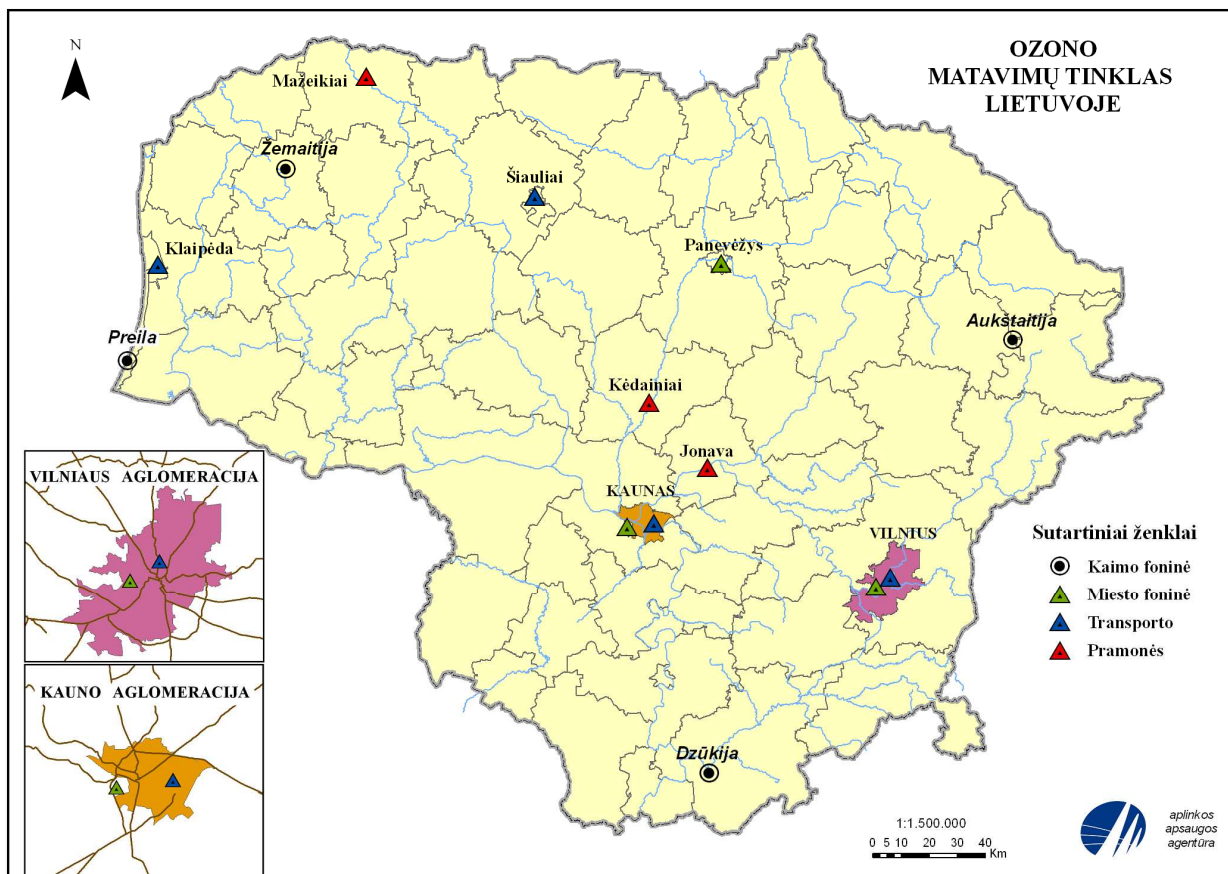 N
OZONO
MATAVIMŲ TINKLAS
LIETUVOJE
Mažeikiai
Žemaitija
Šiauliai
Klaipėda
Panevėžys
Preila
Aukštaitija
Kėdainiai
Jonava
KAUNAS
VILNIUS
Dzūkija
VILNIAUS AGLOMERACIJA
KAUNO AGLOMERACIJA
Sutartiniai ženklai
Kaimo foninė
Miesto foninė
Transporto
Pramonės
1:1.500.000
0 5 10 20 30 40
Km
aplinkos
apsaugos
agentūra